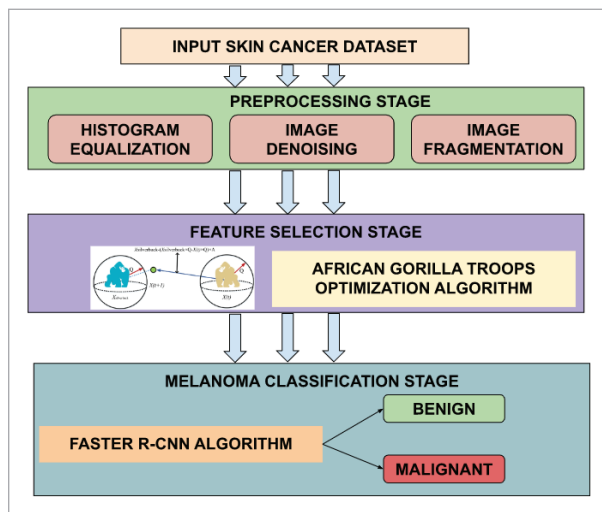 INPUT SKIN CANCER DATASET
PREPROCESSING STAGE
HISTOGRAM
EQUALIZATION
IMAGE
DENOISING
IMAGE
FRAGMENTATION
FEATURE SELECTION STAGE
Q
X(t+1)
Q
X(t)
AFRICAN GORILLA TROOPS
OPTIMIZATION ALGORITHM
MELANOMA CLASSIFICATION STAGE
BENIGN
FASTER R-CNN ALGORITHM
MALIGNANT